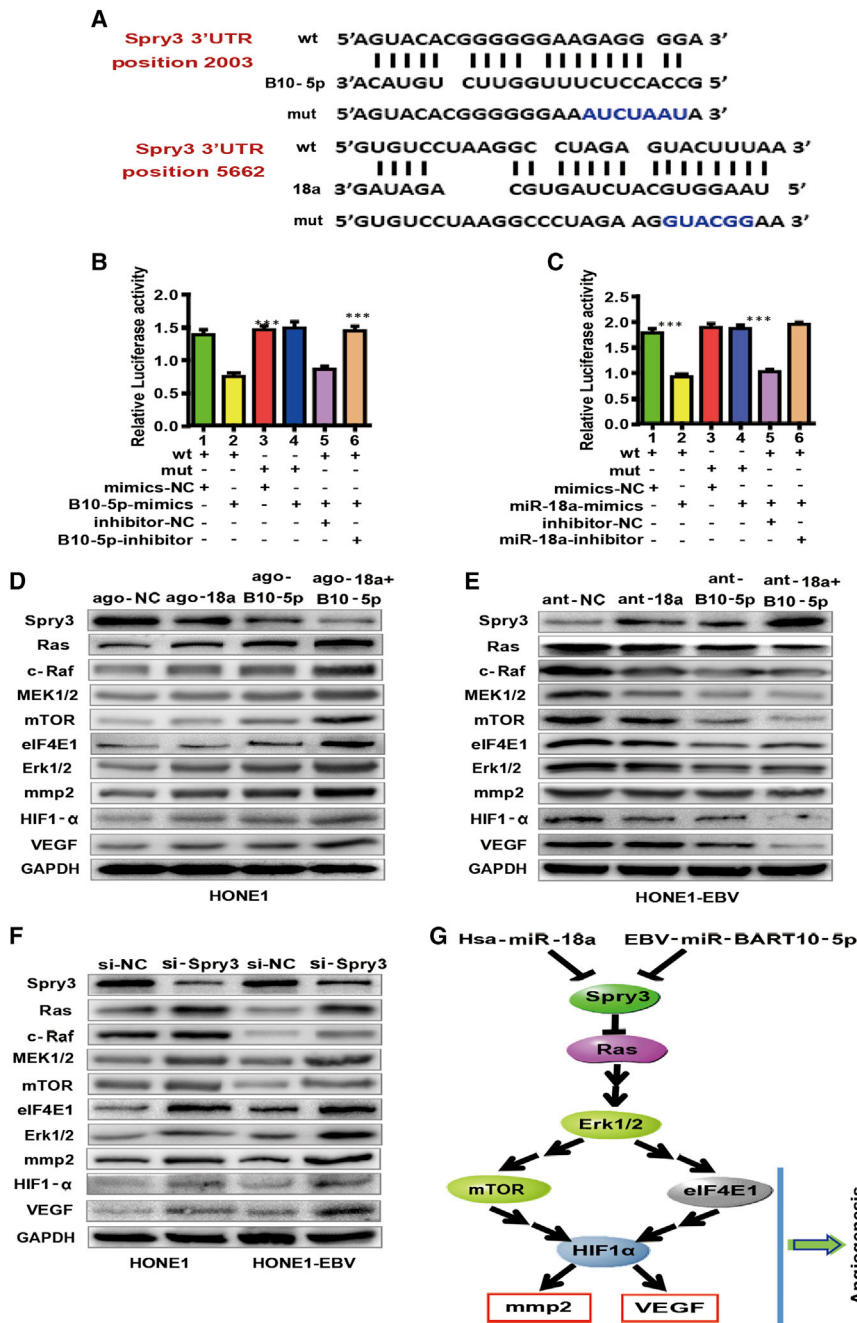 A
Spry3 3'UTR
position 2003
wt 5'AGUACACGGGGGGAAGAGG GGA 3'
B10-5p 3'ACAUGU CUUGGUUUCUCCACCG 5'
mut 5'AGUACACGGGGGGAAAUCUAAUA 3'
Spry3 3'UTR
position 5662
wt 5'GUGUCCUAAGGC CUAGA GUACUUUAA 3'
18a 3'GAUAGA CGUGAUCUACGUGGAAU 5'
mut 5'GUGUCCUAAGGCCCUAGA AGGUACGGAA 3'
B
Relative Luciferase activity
2.0
1.5
1.0
0.5
0.0
*** ***
1 2 3 4 5 6
wt + + - - + +
mut - - + + - -
mimics-NC + - + - - -
B10-5p-mimics - + - + + +
inhibitor-NC - - - - + -
B10-5p-inhibitor - - - - - +
C
Relative Luciferase activity
2.5
2.0
1.5
1.0
0.5
0.0
*** ***
1 2 3 4 5 6
wt + + - - + +
mut - - + + - -
mimics-NC + - + - - -
miR-18a-mimics - + - + + +
inhibitor-NC - - - - + -
miR-18a-inhibitor - - - - - +
D
ago-NC ago-18a ago-B10-5p ago-18a+B10-5p
Spry3
Ras
c-Raf
MEK1/2
mTOR
eIF4E1
Erk1/2
mmp2
HIF1-α
VEGF
GAPDH
HONE1
E
ant-NC ant-18a ant-B10-5p ant-18a+B10-5p
Spry3
Ras
c-Raf
MEK1/2
mTOR
eIF4E1
Erk1/2
mmp2
HIF1-α
VEGF
GAPDH
HONE1-EBV
F
si-NC si-Spry3 si-NC si-Spry3
Spry3
Ras
c-Raf
MEK1/2
mTOR
eIF4E1
Erk1/2
mmp2
HIF1-α
VEGF
GAPDH
HONE1 HONE1-EBV
G
Hsa-miR-18a EBV-miR-BART10-5p
Spry3
Ras
Erk1/2
mTOR eIF4E1
HIF1α
mmp2 VEGF
Angiogenesis